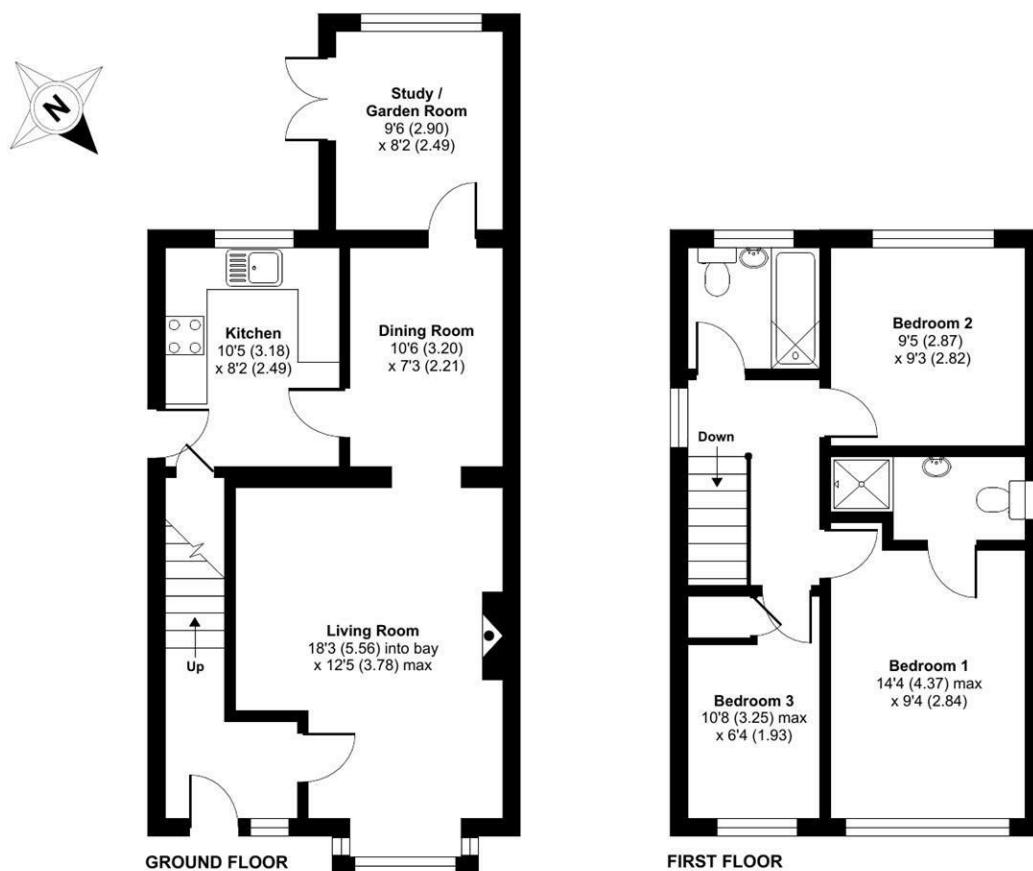 N
Study /
Garden Room
9'6 (2.90)
x 8'2 (2.49)
Kitchen
10'5 (3.18)
x 8'2 (2.49)
Dining Room
10'6 (3.20)
x 7'3 (2.21)
Living Room
18'3 (5.56) into bay
x 12'5 (3.78) max
Up
GROUND FLOOR
Bedroom 2
9'5 (2.87)
x 9'3 (2.82)
Down
Bedroom 1
14'4 (4.37) max
x 9'4 (2.84)
Bedroom 3
10'8 (3.25) max
x 6'4 (1.93)
FIRST FLOOR